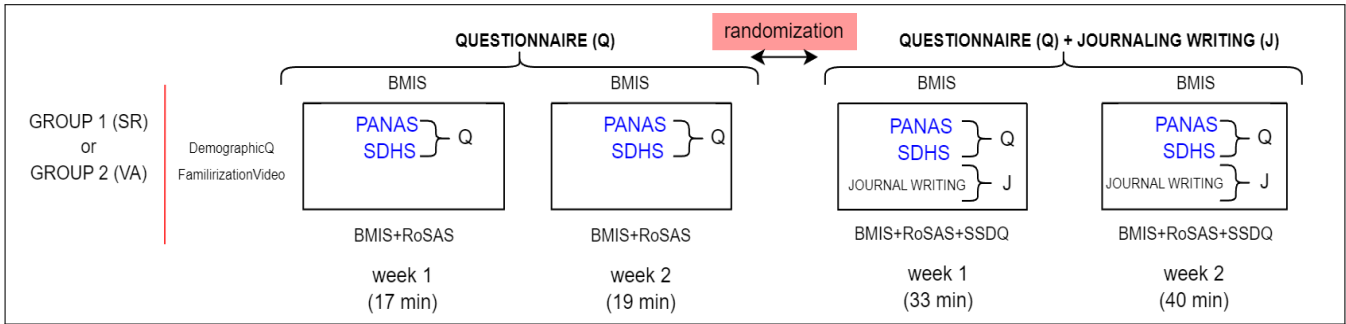 randomization
QUESTIONNAIRE (Q)
QUESTIONNAIRE (Q) + JOURNALING WRITING (J)
BMIS
BMIS
BMIS
BMIS
GROUP 1 (SR)
or
GROUP 2 (VA)
DemographicQ
FamilirizationVideo
PANAS
SDHS
Q
PANAS
SDHS
Q
PANAS
SDHS
Q
JOURNAL WRITING
J
PANAS
SDHS
Q
JOURNAL WRITING
J
BMIS+RoSAS
BMIS+RoSAS
BMIS+RoSAS+SSDQ
BMIS+RoSAS+SSDQ
week 1
(17 min)
week 2
(19 min)
week 1
(33 min)
week 2
(40 min)